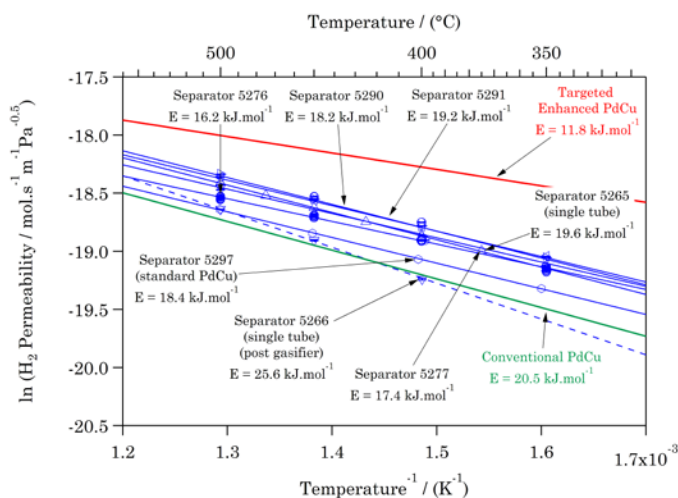 Temperature / (°C)
500
400
350
ln (H2 Permeability / mol.s-1 m-1Pa-0.5)
-17.5
-18.0
-18.5
-19.0
-19.5
-20.0
-20.5
Separator 5276
E = 16.2 kJ.mol-1
Separator 5290
E = 18.2 kJ.mol-1
Separator 5291
E = 19.2 kJ.mol-1
Targeted
Enhanced PdCu
E = 11.8 kJ.mol-1
Separator 5265
(single tube)
E = 19.6 kJ.mol-1
Separator 5297
(standard PdCu)
E = 18.4 kJ.mol-1
Separator 5266
(single tube)
(post gasifier)
E = 25.6 kJ.mol-1
Separator 5277
E = 17.4 kJ.mol-1
Conventional PdCu
E = 20.5 kJ.mol-1
1.2
1.3
1.4
1.5
1.6
1.7x10-3
Temperature-1 / (K-1)